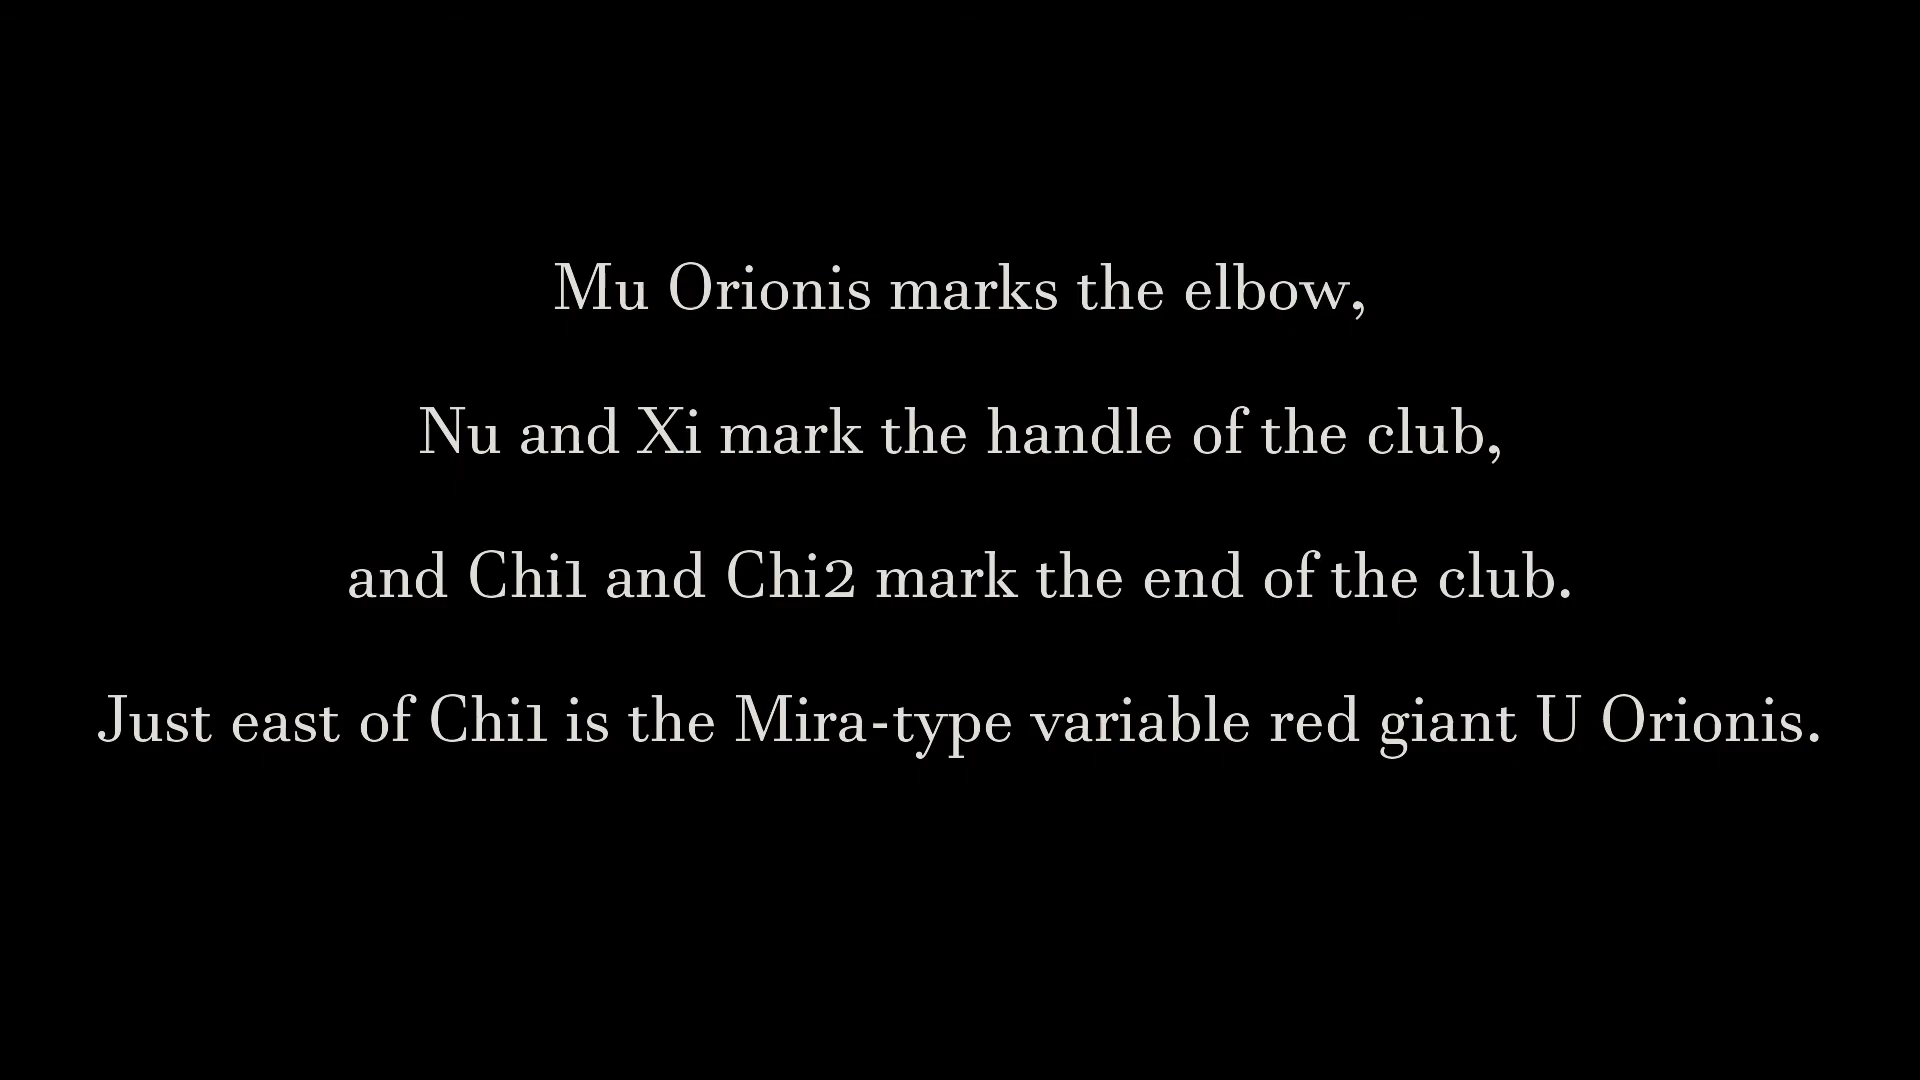 Mu Orionis marks the elbow,
Nu and Xi mark the handle of the club,
and Chi1 and Chi2 mark the end of the club.
Just east of Chi1 is the Mira-type variable red giant U Orionis.